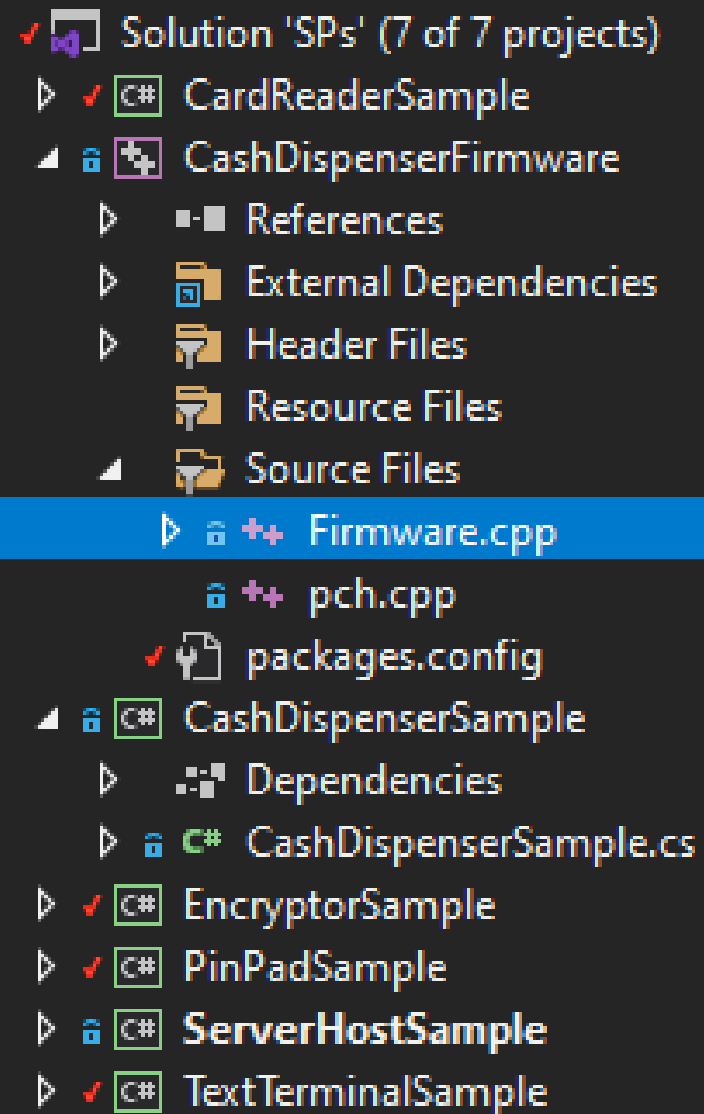 Solution 'SPs' (7 of 7 projects)
C# CardReaderSample
CashDispenserFirmware
References
External Dependencies
Header Files
Resource Files
Source Files
Firmware.cpp
pch.cpp
packages.config
C# CashDispenserSample
Dependencies
C# CashDispenserSample.cs
C# EncryptorSample
C# PinPadSample
C# ServerHostSample
C# TextTerminalSample